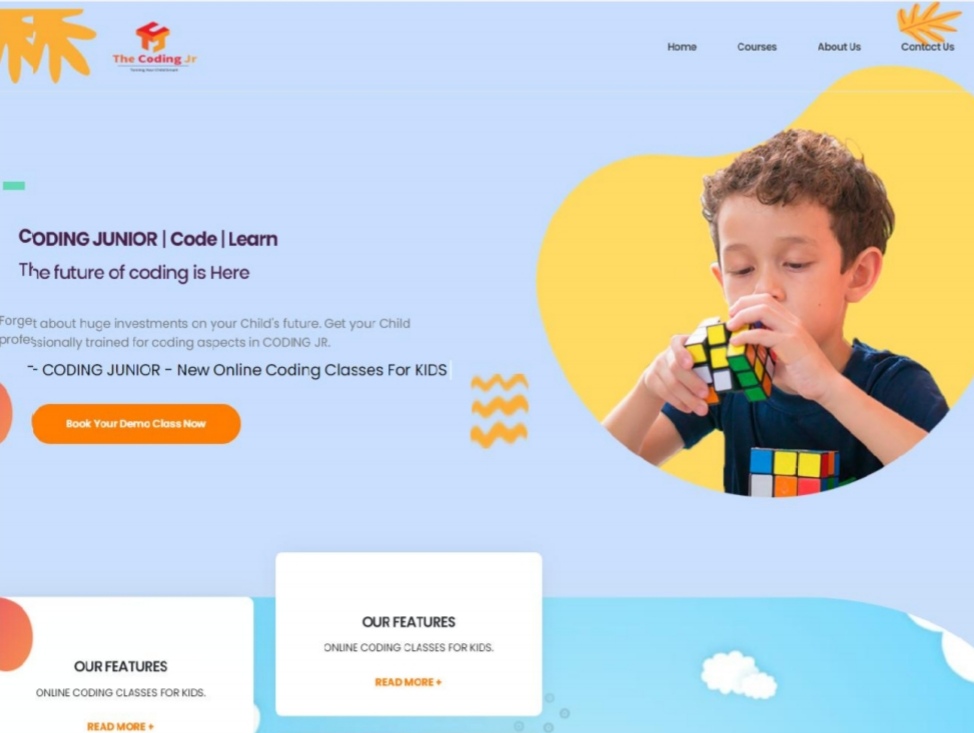 The Coding Jr
Home Courses About Us Contact Us
CODING JUNIOR | Code | Learn
The future of coding is Here
Forget about huge investments on your Child's future. Get your Child
professionally trained for coding aspects in CODING JR.
- CODING JUNIOR - New Online Coding Classes For KIDS
Book Your Demo Class Now
OUR FEATURES
ONLINE CODING CLASSES FOR KIDS.
READ MORE +
OUR FEATURES
ONLINE CODING CLASSES FOR KIDS.
READ MORE +